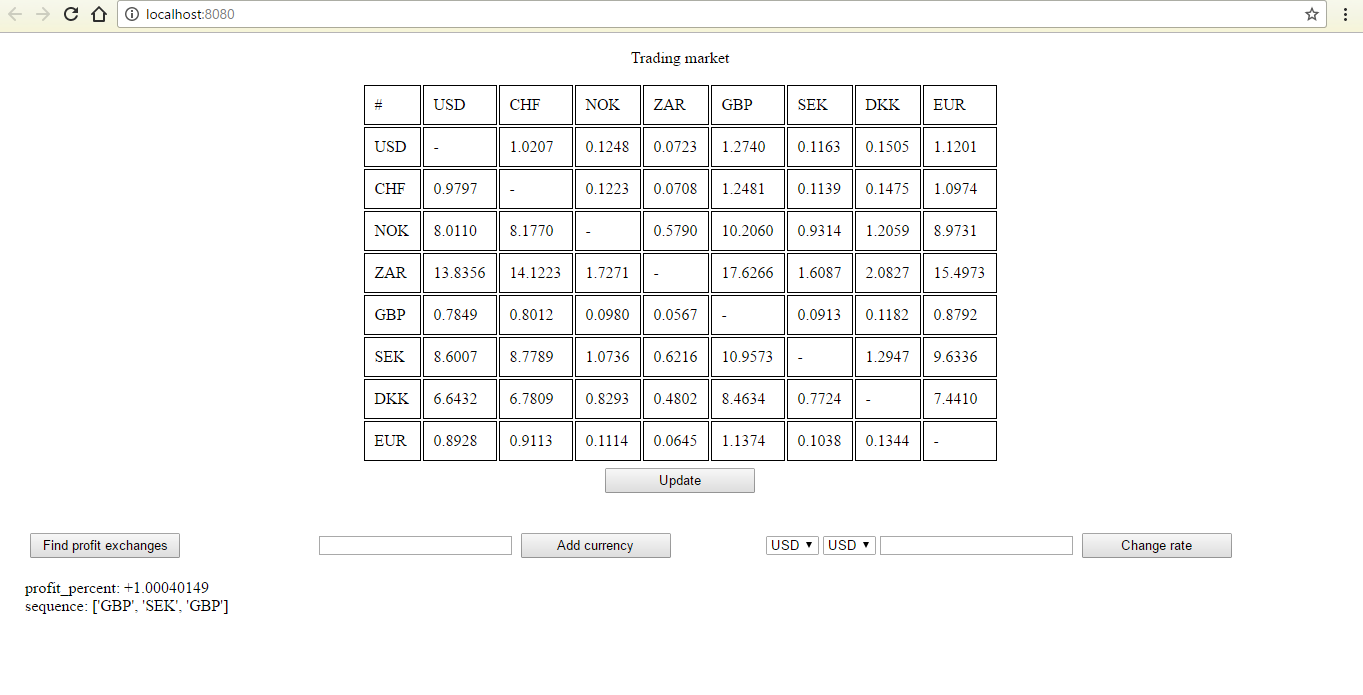 localhost:8080
Trading market
# USD CHF NOK ZAR GBP SEK DKK EUR
USD - 1.0207 0.1248 0.0723 1.2740 0.1163 0.1505 1.1201
CHF 0.9797 - 0.1223 0.0708 1.2481 0.1139 0.1475 1.0974
NOK 8.0110 8.1770 - 0.5790 10.2060 0.9314 1.2059 8.9731
ZAR 13.8356 14.1223 1.7271 - 17.6266 1.6087 2.0827 15.4973
GBP 0.7849 0.8012 0.0980 0.0567 - 0.0913 0.1182 0.8792
SEK 8.6007 8.7789 1.0736 0.6216 10.9573 - 1.2947 9.6336
DKK 6.6432 6.7809 0.8293 0.4802 8.4634 0.7724 - 7.4410
EUR 0.8928 0.9113 0.1114 0.0645 1.1374 0.1038 0.1344 -
Update
Find profit exchanges Add currency USD USD Change rate
profit_percent: +1.00040149
sequence: ['GBP', 'SEK', 'GBP']